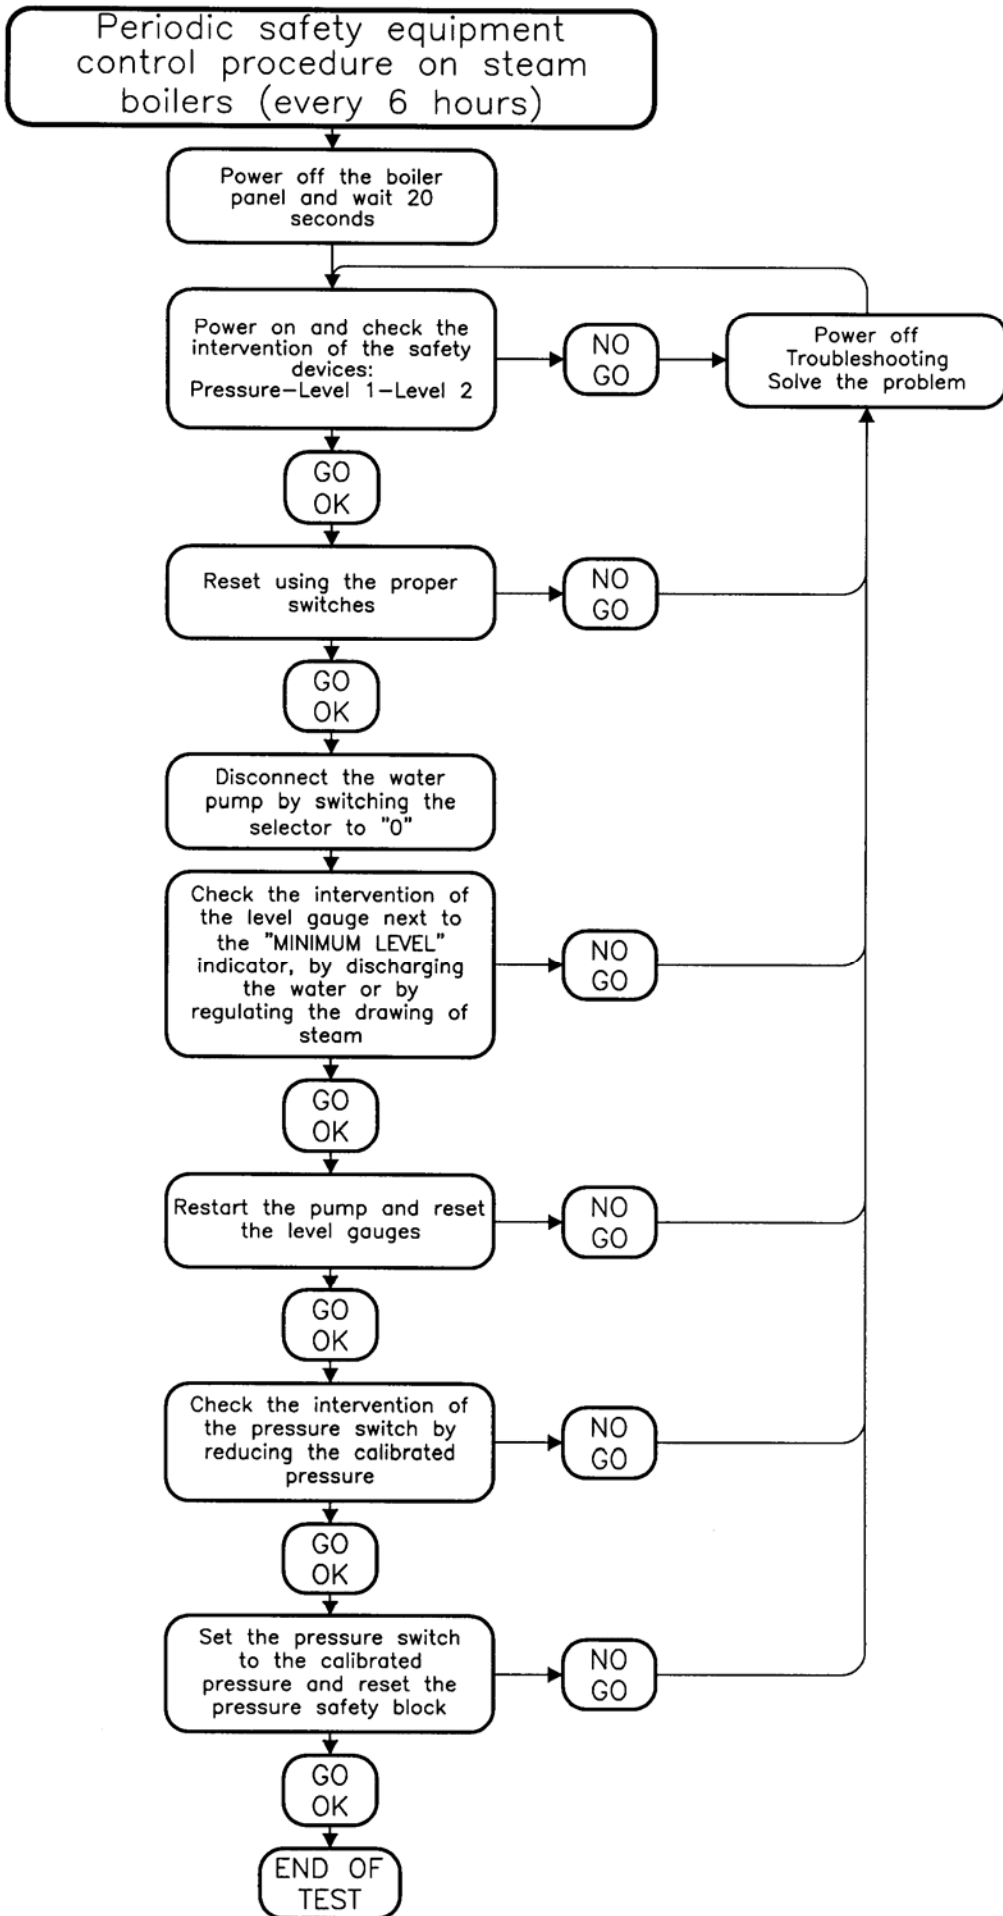 Periodic safety equipment
control procedure on steam
boilers (every 6 hours)
Power off the boiler
panel and wait 20
seconds
Power on and check the
intervention of the safety
devices:
Pressure-Level 1-Level 2
NO
GO
Power off
Troubleshooting
Solve the problem
GO
OK
Reset using the proper
switches
NO
GO
GO
OK
Disconnect the water
pump by switching the
selector to "0"
Check the intervention of
the level gauge next to
the "MINIMUM LEVEL"
indicator, by discharging
the water or by
regulating the drawing of
steam
NO
GO
GO
OK
Restart the pump and reset
the level gauges
NO
GO
GO
OK
Check the intervention of
the pressure switch by
reducing the calibrated
pressure
NO
GO
GO
OK
Set the pressure switch
to the calibrated
pressure and reset the
pressure safety block
NO
GO
GO
OK
END OF
TEST